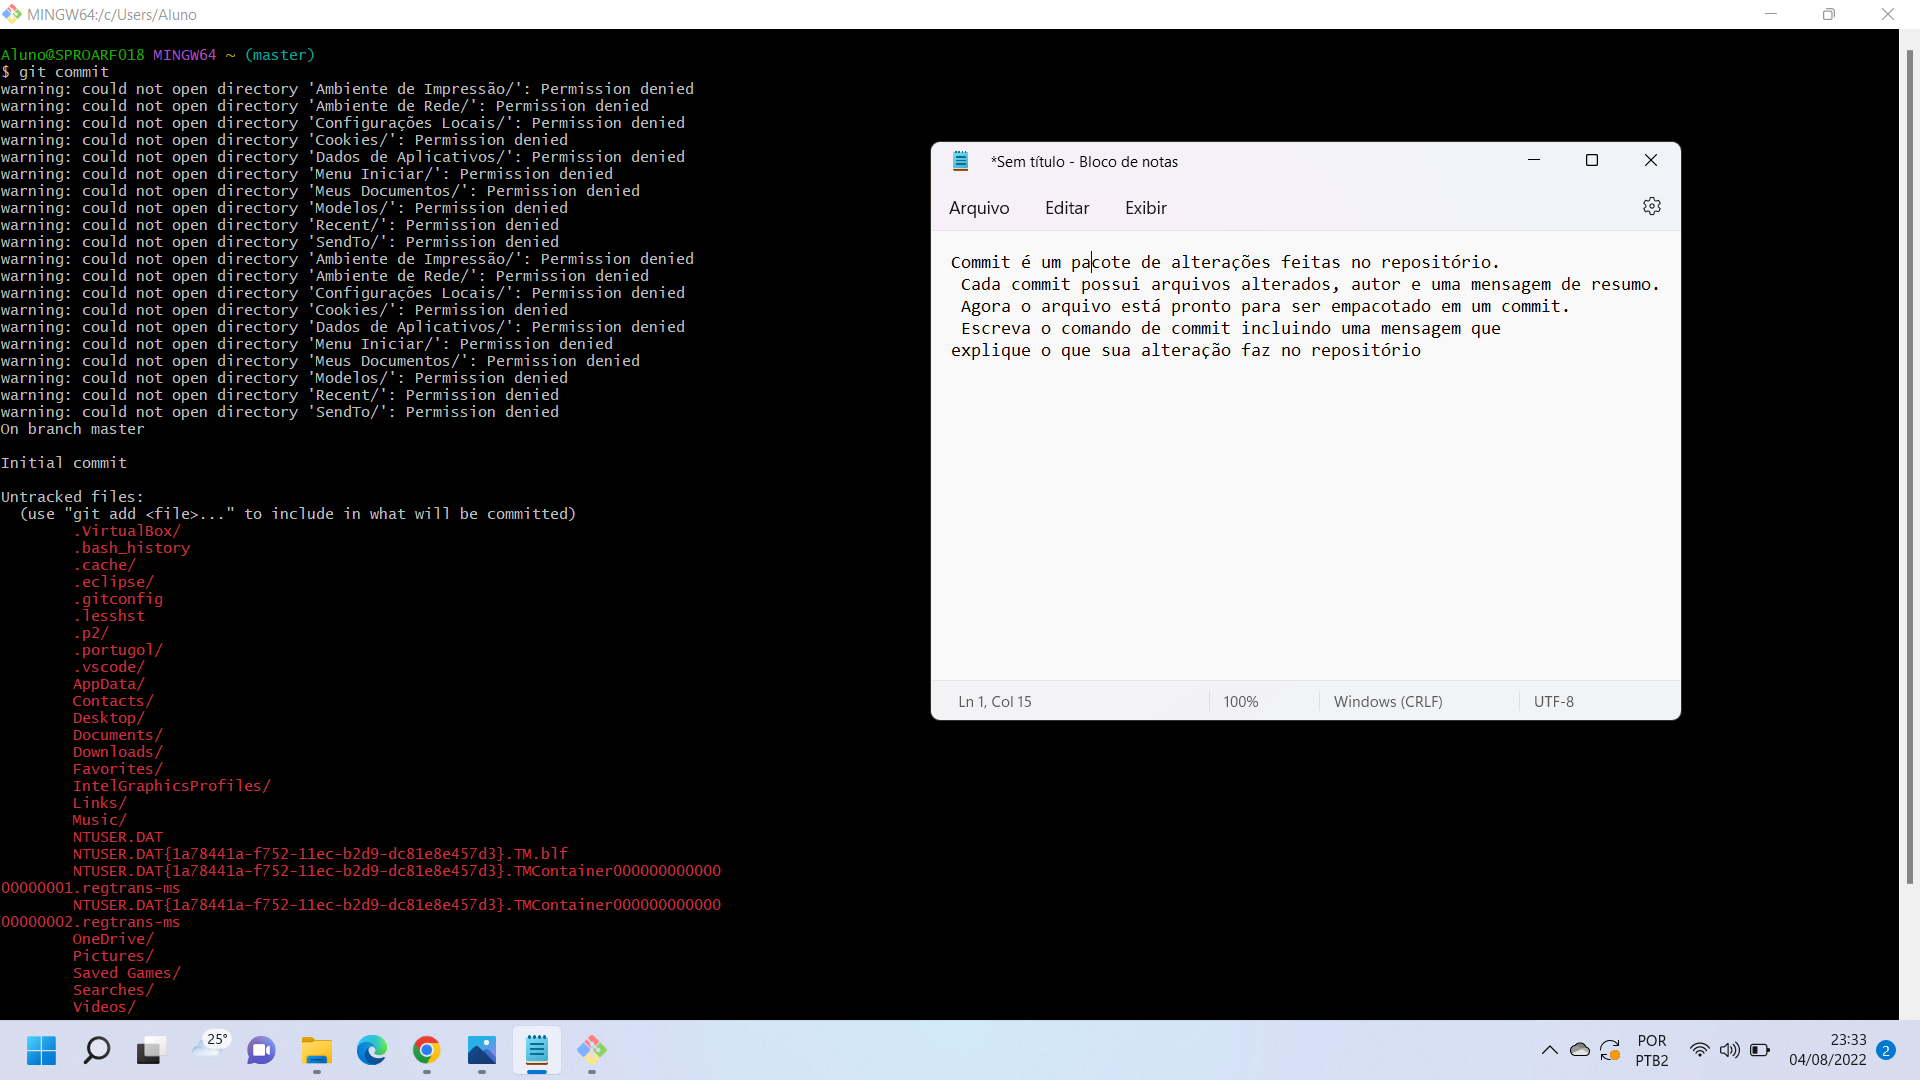 MINGW64:/c/Users/Aluno
Aluno@SPROARF018 MINGW64 ~ (master)
$ git commit
warning: could not open directory 'Ambiente de Impressão/': Permission denied
warning: could not open directory 'Ambiente de Rede/': Permission denied
warning: could not open directory 'Configurações Locais/': Permission denied
warning: could not open directory 'Cookies/': Permission denied
warning: could not open directory 'Dados de Aplicativos/': Permission denied
warning: could not open directory 'Menu Iniciar/': Permission denied
warning: could not open directory 'Meus Documentos/': Permission denied
warning: could not open directory 'Modelos/': Permission denied
warning: could not open directory 'Recent/': Permission denied
warning: could not open directory 'SendTo/': Permission denied
warning: could not open directory 'Ambiente de Impressão/': Permission denied
warning: could not open directory 'Ambiente de Rede/': Permission denied
warning: could not open directory 'Configurações Locais/': Permission denied
warning: could not open directory 'Cookies/': Permission denied
warning: could not open directory 'Dados de Aplicativos/': Permission denied
warning: could not open directory 'Menu Iniciar/': Permission denied
warning: could not open directory 'Meus Documentos/': Permission denied
warning: could not open directory 'Modelos/': Permission denied
warning: could not open directory 'Recent/': Permission denied
warning: could not open directory 'SendTo/': Permission denied
On branch master
Initial commit
Untracked files:
(use "git add <file>..." to include in what will be committed)
.VirtualBox/
.bash_history
.cache/
.eclipse/
.gitconfig
.lesshst
.p2/
.portugol/
.vscode/
AppData/
Contacts/
Desktop/
Documents/
Downloads/
Favorites/
IntelGraphicsProfiles/
Links/
Music/
NTUSER.DAT
NTUSER.DAT{1a78441a-f752-11ec-b2d9-dc81e8e457d3}.TM.blf
NTUSER.DAT{1a78441a-f752-11ec-b2d9-dc81e8e457d3}.TMContainer000000000000
00000001.regtrans-ms
NTUSER.DAT{1a78441a-f752-11ec-b2d9-dc81e8e457d3}.TMContainer000000000000
00000002.regtrans-ms
OneDrive/
Pictures/
Saved Games/
Searches/
Videos/
*Sem título - Bloco de notas
Arquivo Editar Exibir
Commit é um pacote de alterações feitas no repositório.
Cada commit possui arquivos alterados, autor e uma mensagem de resumo.
Agora o arquivo está pronto para ser empacotado em um commit.
Escreva o comando de commit incluindo uma mensagem que
explique o que sua alteração faz no repositório
Ln 1, Col 15 100% Windows (CRLF) UTF-8
25°
POR
PTB2
23:33
04/08/2022
2